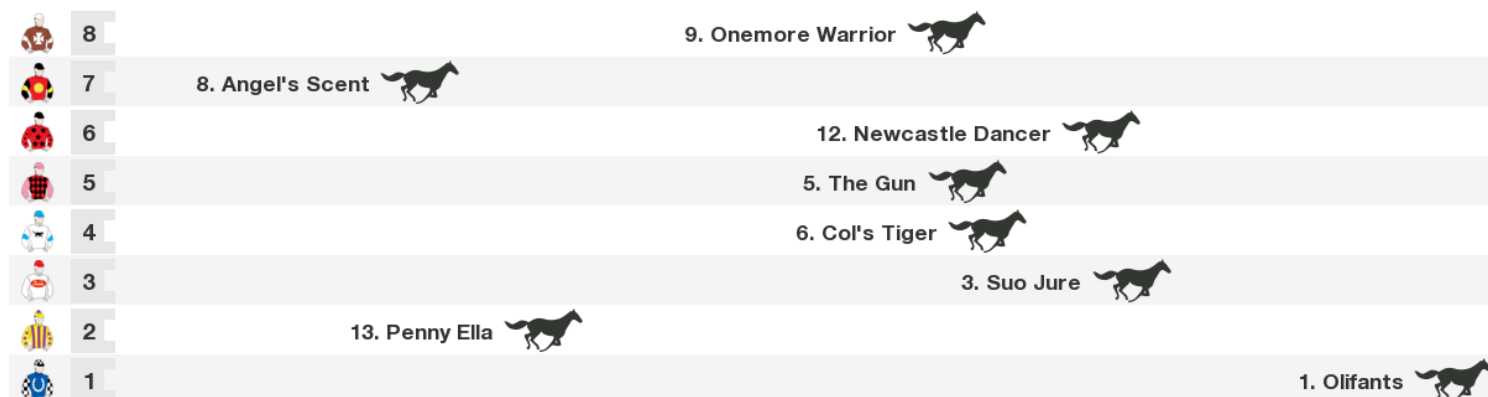 8 9. Onemore Warrior
7 8. Angel's Scent
6 12. Newcastle Dancer
5 5. The Gun
4 6. Col's Tiger
3 3. Suo Jure
2 13. Penny Ella
1 1. Olifants